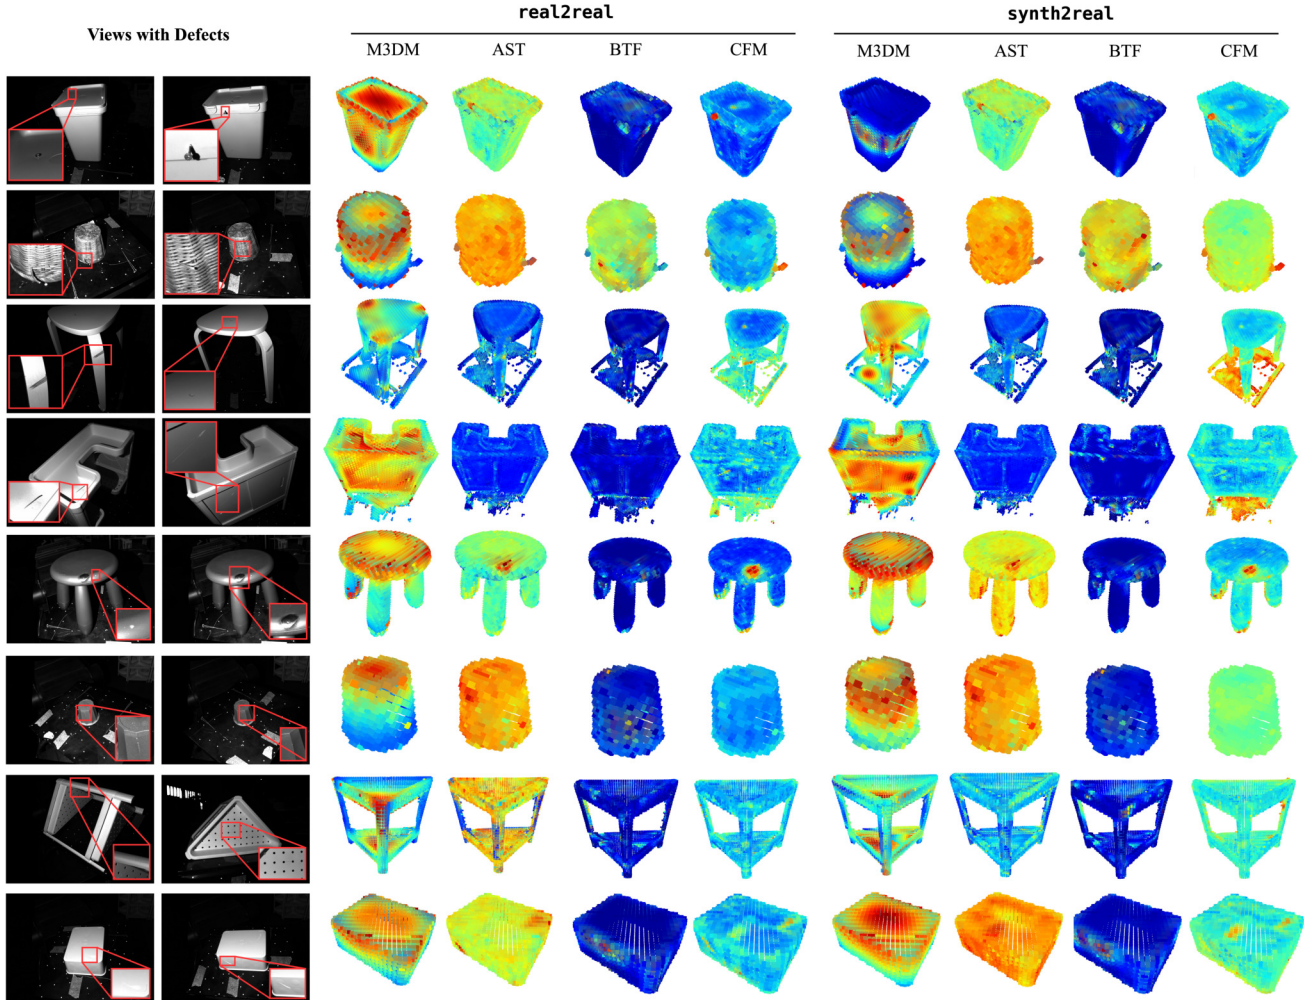 real2real
synth2real
Views with Defects
M3DM AST BTF CFM M3DM AST BTF CFM